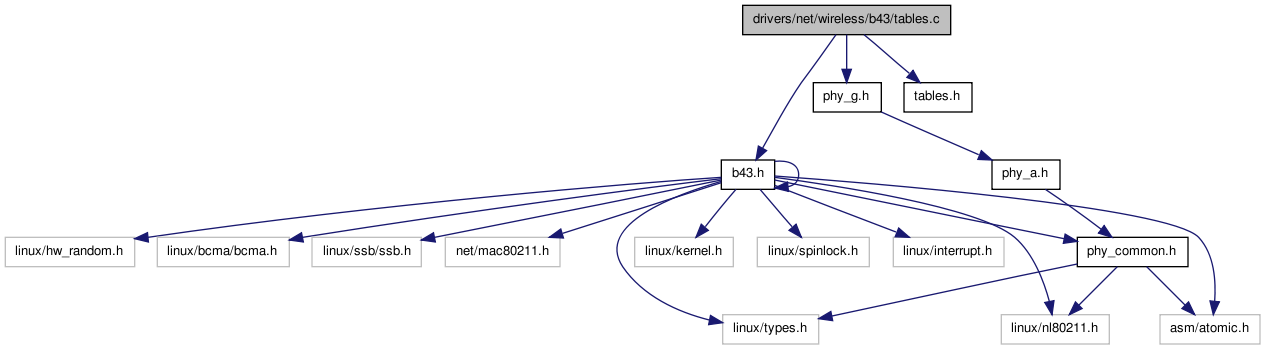 drivers/net/wireless/b43/tables.c
phy_g.h
tables.h
b43.h
phy_a.h
linux/hw_random.h
linux/bcma/bcma.h
linux/ssb/ssb.h
net/mac80211.h
linux/kernel.h
linux/spinlock.h
linux/interrupt.h
phy_common.h
linux/types.h
linux/nl80211.h
asm/atomic.h